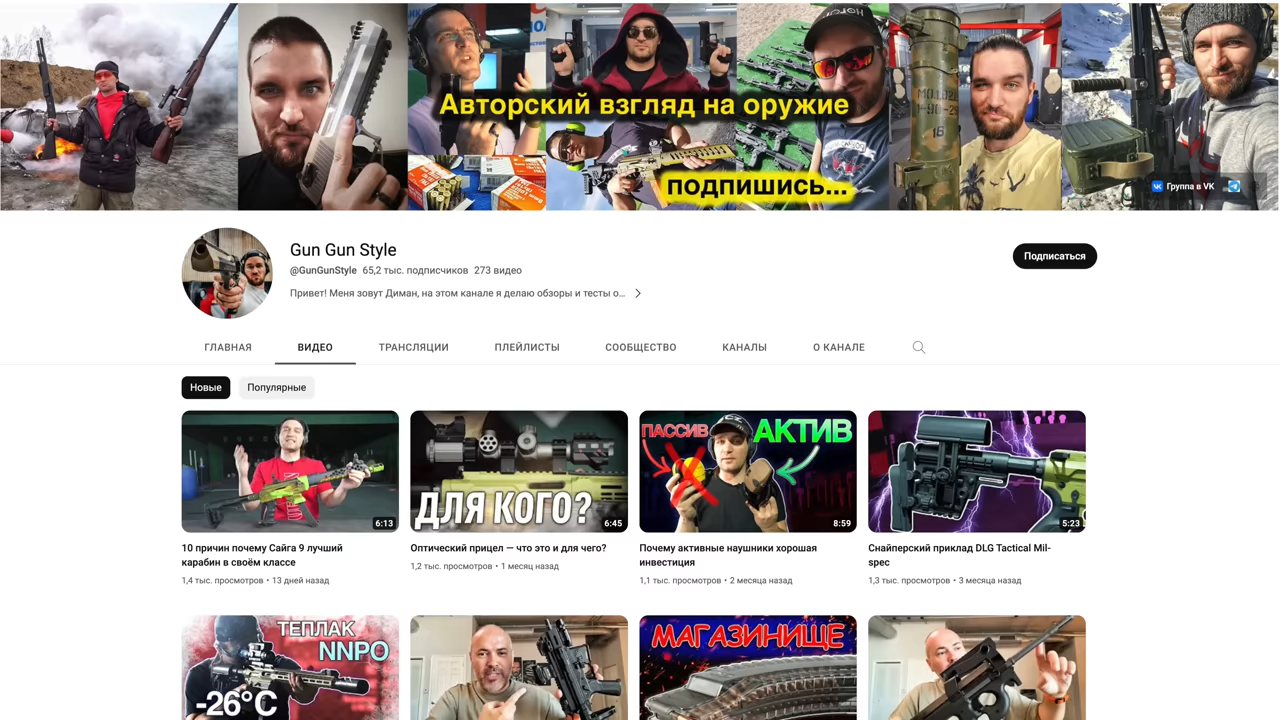 Авторский взгляд на оружие
подпишись...
Группа в VK
Gun Gun Style
@GunGunStyle 65,2 тыс. подписчиков 273 видео
Привет! Меня зовут Диман, на этом канале я делаю обзоры и тесты о...
Подписаться
ГЛАВНАЯ ВИДЕО ТРАНСЛЯЦИИ ПЛЕЙЛИСТЫ СООБЩЕСТВО КАНАЛЫ О КАНАЛЕ
Новые Популярные
6:13
ДЛЯ КОГО?
6:45
ПАССИВ АКТИВ
8:59
5:23
10 причин почему Сайга 9 лучший
карабин в своём классе
1,4 тыс. просмотров • 13 дней назад
Оптический прицел — что это и для чего?
1,2 тыс. просмотров • 1 месяц назад
Почему активные наушники хорошая
инвестиция
1,1 тыс. просмотров • 2 месяца назад
Снайперский приклад DLG Tactical Mil-
spec
1,3 тыс. просмотров • 3 месяца назад
ТЕПЛАК
NNPO
-26°C
МАГАЗИНИЩЕ